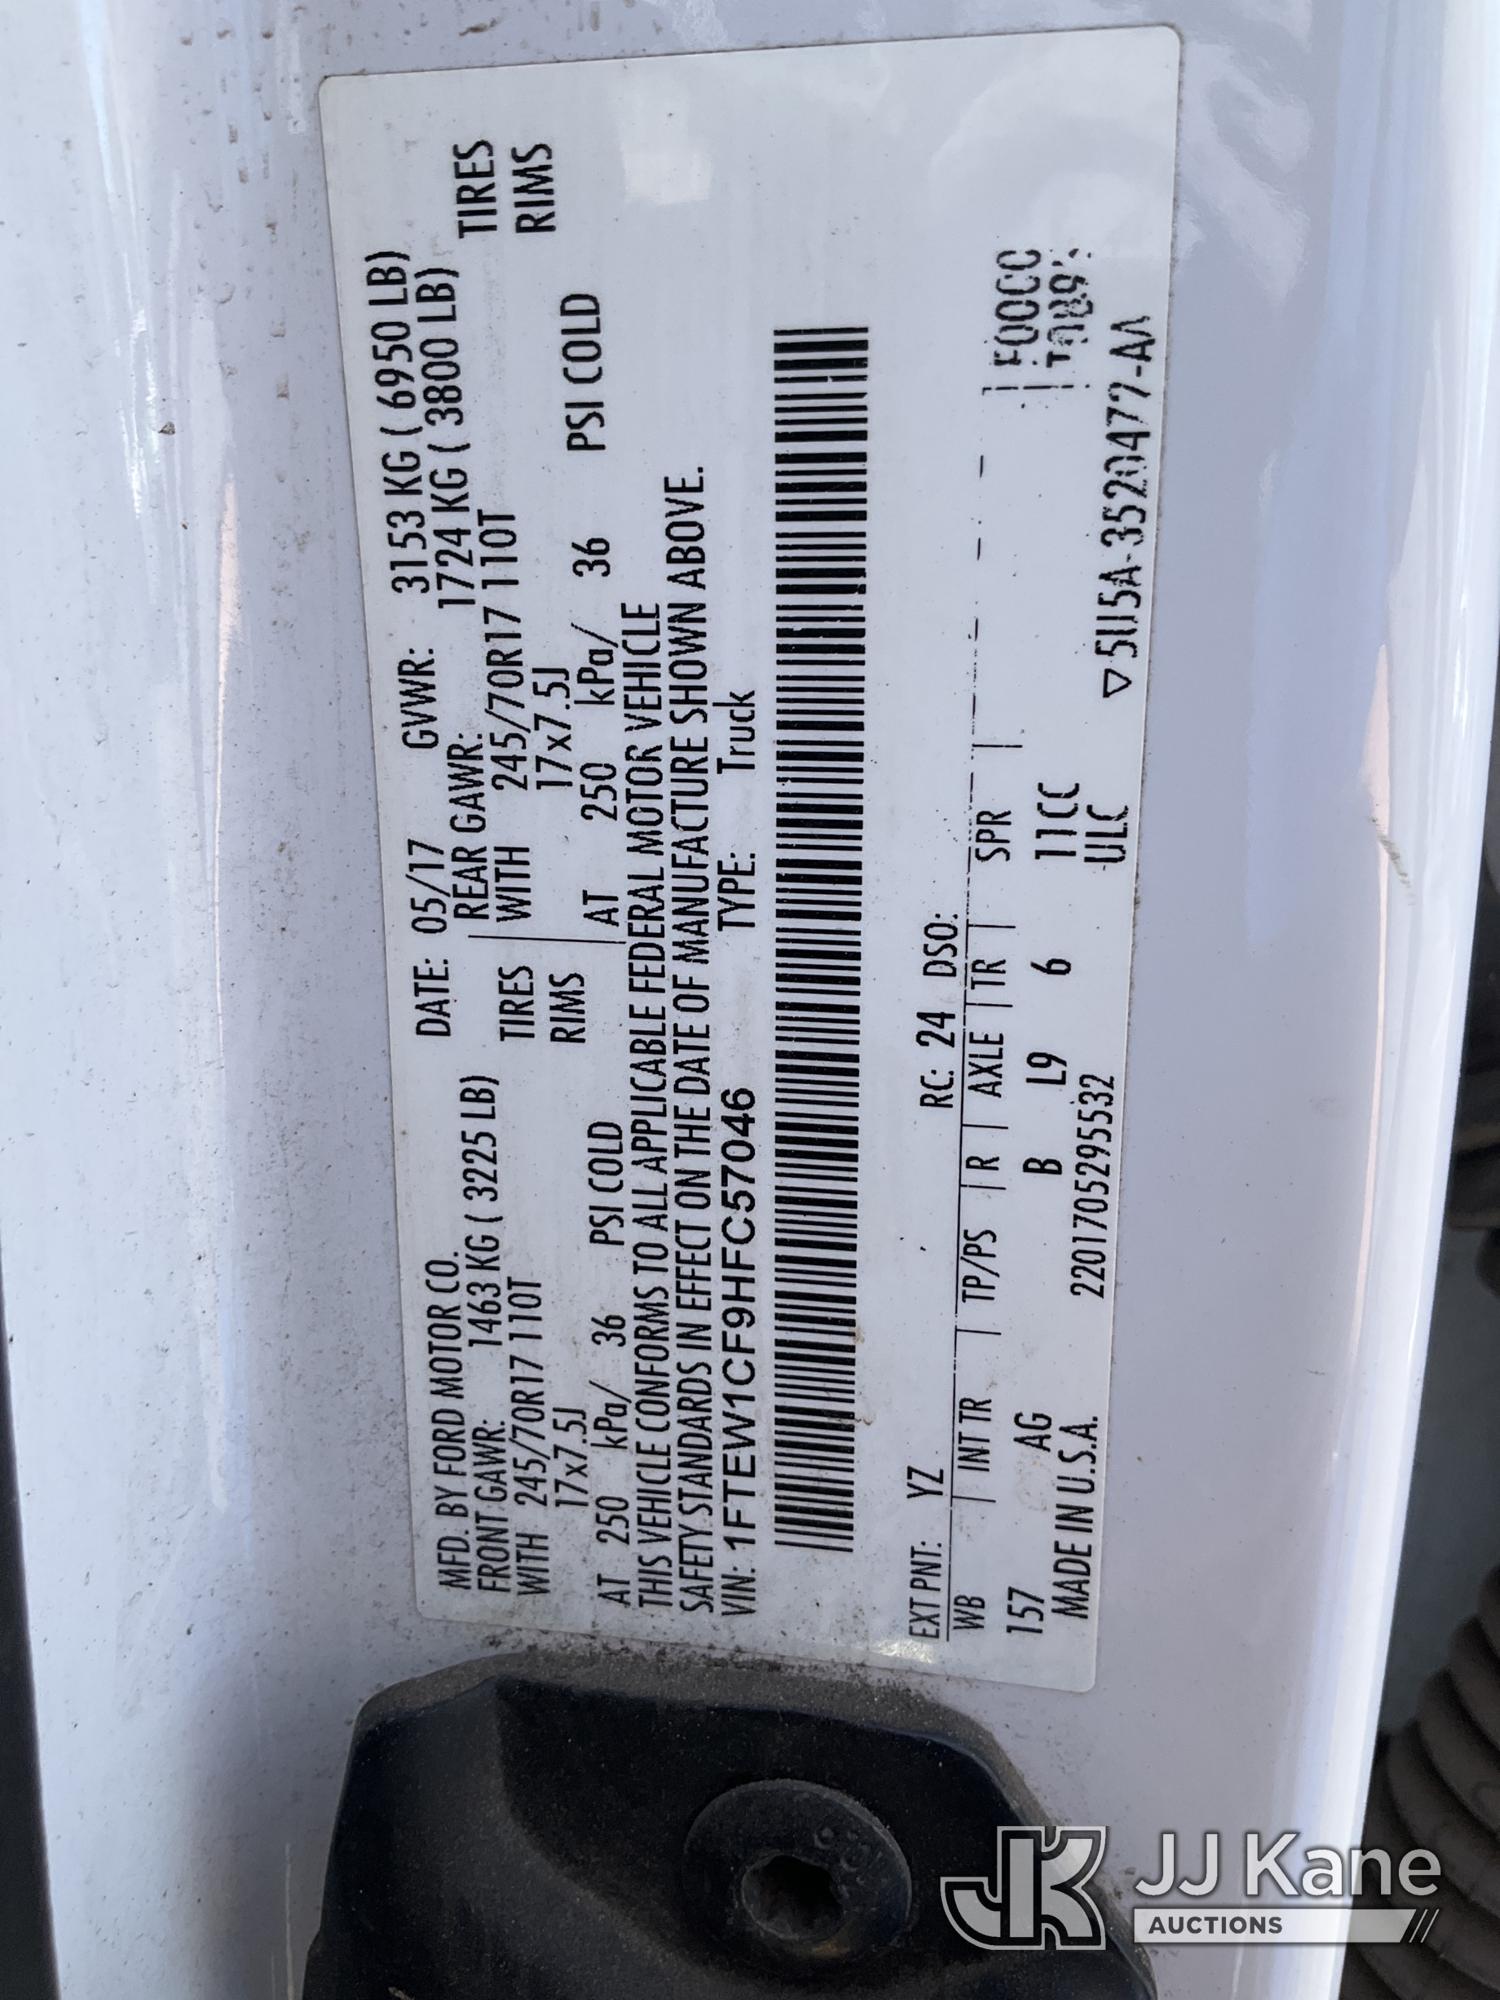 MFD. BY FORD MOTOR CO. DATE: 05/17 GVWR: 3153 KG ( 6950 LB)
FRONT GAWR: 1463 KG ( 3225 LB) REAR GAWR: 1724 KG ( 3800 LB)
WITH 245/70R17 110T TIRES WITH 245/70R17 110T TIRES
17x7.5J RIMS 17x7.5J RIMS
AT 250 kPa/ 36 PSI COLD AT 250 kPa/ 36 PSI COLD
THIS VEHICLE CONFORMS TO ALL APPLICABLE FEDERAL MOTOR VEHICLE
SAFETY STANDARDS IN EFFECT ON THE DATE OF MANUFACTURE SHOWN ABOVE.
VIN: 1FTEW1CF9HFC57046 TYPE: Truck
EXT PNT: YZ RC: 24 DSO:
WB | INT TR | TP/PS | R | AXLE | TR | SPR |
157 AG B L9 6 11CC
MADE IN U.S.A. 2201705295532 ULC
▽5U5A-3520472-AA
JK JJ Kane
AUCTIONS